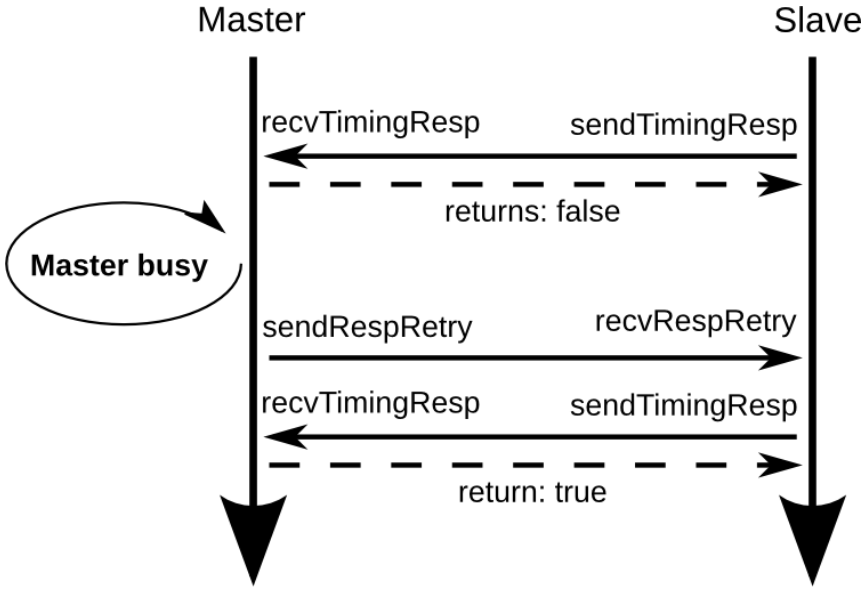 Master
Slave
recvTimingResp
sendTimingResp
returns: false
Master busy
sendRespRetry
recvRespRetry
recvTimingResp
sendTimingResp
return: true